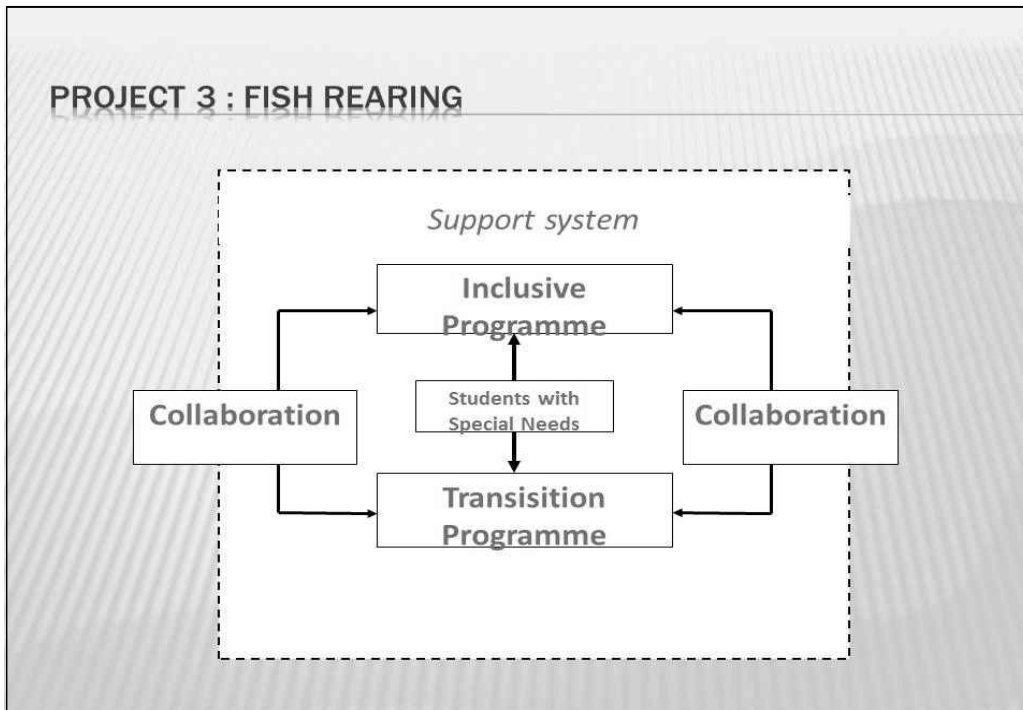 PROJECT 3 : FISH REARING
Support system
Inclusive
Programme
Collaboration
Students with
Special Needs
Collaboration
Transisition
Programme